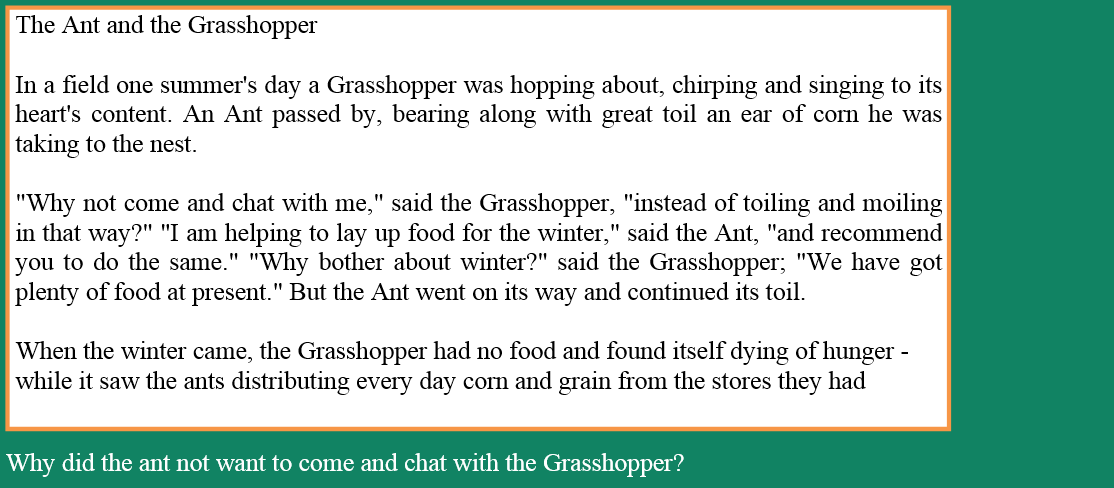 The Ant and the Grasshopper
In a field one summer's day a Grasshopper was hopping about, chirping and singing to its
heart's content. An Ant passed by, bearing along with great toil an ear of corn he was
taking to the nest.
"Why not come and chat with me," said the Grasshopper, "instead of toiling and moiling
in that way?" "I am helping to lay up food for the winter," said the Ant, "and recommend
you to do the same." "Why bother about winter?" said the Grasshopper; "We have got
plenty of food at present." But the Ant went on its way and continued its toil.
When the winter came, the Grasshopper had no food and found itself dying of hunger -
while it saw the ants distributing every day corn and grain from the stores they had
Why did the ant not want to come and chat with the Grasshopper?